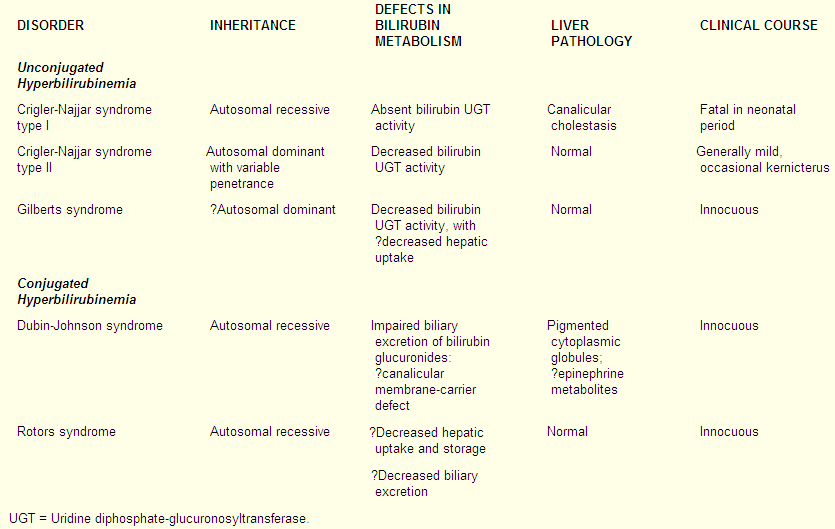 DISORDER INHERITANCE DEFECTS IN BILIRUBIN METABOLISM LIVER PATHOLOGY CLINICAL COURSE
Unconjugated
Hyperbilirubinemia
Crigler-Najjar syndrome Autosomal recessive Absent bilirubin UGT Canalicular Fatal in neonatal
type I activity cholestasis period
Crigler-Najjar syndrome Autosomal dominant Decreased bilirubin Normal Generally mild,
type II with variable UGT activity occasional kernicterus
penetrance
Gilberts syndrome ?Autosomal dominant Decreased bilirubin Normal Innocuous
UGT activity, with
?decreased hepatic
uptake
Conjugated
Hyperbilirubinemia
Dubin-Johnson syndrome Autosomal recessive Impaired biliary Pigmented Innocuous
excretion of bilirubin cytoplasmic
glucuronides: globules;
?canalicular ?epinephrine
membrane-carrier metabolites
defect
Rotors syndrome Autosomal recessive ?Decreased hepatic Normal Innocuous
uptake and storage
?Decreased biliary
excretion
UGT = Uridine diphosphate-glucuronosyltransferase.